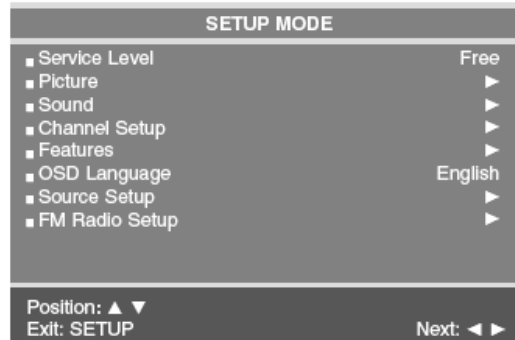 SETUP MODE
■ Service Level Free
■ Picture ►
■ Sound ►
■ Channel Setup ►
■ Features ►
■ OSD Language English
■ Source Setup ►
■ FM Radio Setup ►
Position: ▲ ▼
Exit: SETUP Next: ◄ ►